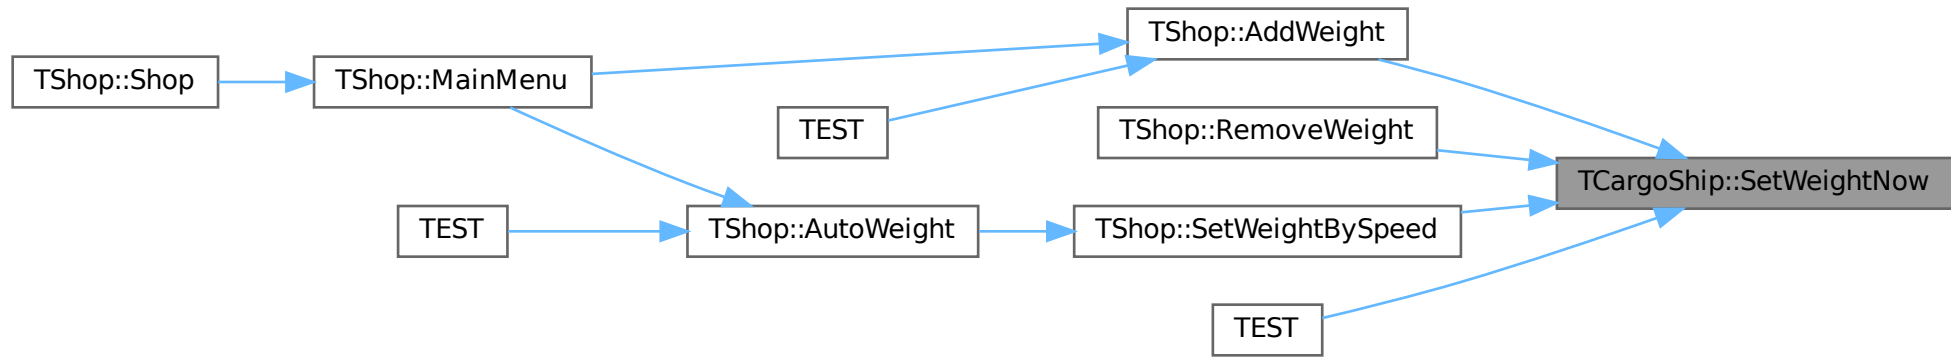 TShop::Shop
TShop::MainMenu
TShop::AddWeight
TEST
TShop::RemoveWeight
TCargoShip::SetWeightNow
TEST
TShop::AutoWeight
TShop::SetWeightBySpeed
TEST